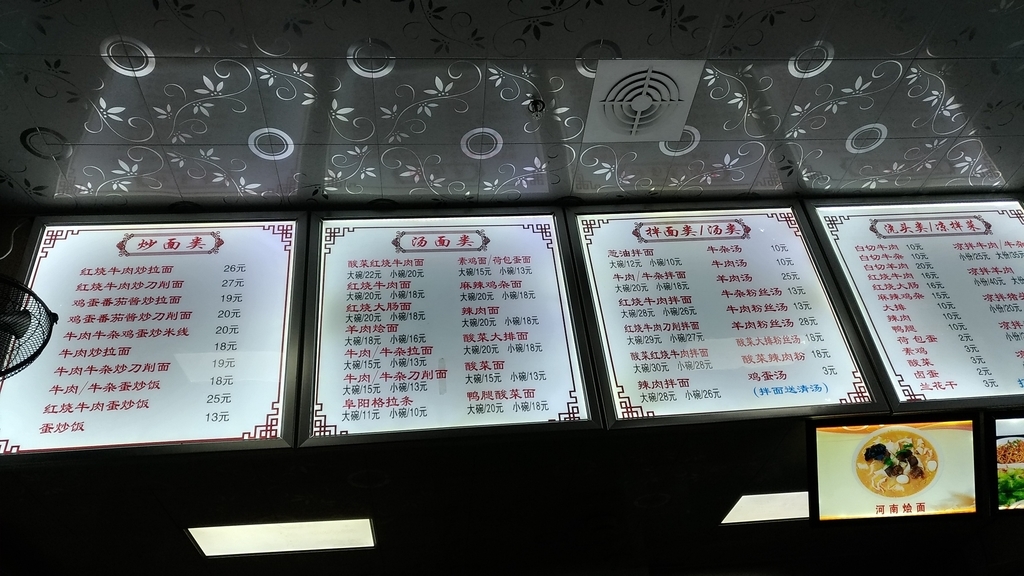 炒面类
红烧牛肉炒拉面 26元
红烧牛肉炒刀削面 27元
鸡蛋番茄酱炒拉面 19元
鸡蛋番茄酱炒刀削面 20元
牛肉牛杂鸡蛋炒米线 20元
牛肉炒拉面 18元
牛肉牛杂炒刀削面 19元
牛肉/牛杂蛋炒饭 18元
红烧牛肉蛋炒饭 25元
蛋炒饭 13元
汤面类
酸菜红烧牛肉面
大碗/22元 小碗/20元
红烧牛肉面
大碗/20元 小碗/18元
红烧大肠面
大碗/20元 小碗/18元
羊肉烩面
大碗/18元 小碗/16元
牛肉/牛杂拉面
大碗/15元 小碗/13元
牛肉/牛杂刀削面
大碗/15元 小碗/13元
阜阳格拉条
大碗/11元 小碗/10元
素鸡面/荷包蛋面
大碗/15元 小碗/13元
麻辣鸡杂面
大碗/20元 小碗/18元
辣肉面
大碗/20元 小碗/18元
酸菜大排面
大碗/20元 小碗/18元
酸菜面
大碗/15元 小碗/13元
鸭腿酸菜面
大碗/20元 小碗/18元
拌面类/汤类
葱油拌面
大碗/12元 小碗/10元
牛肉/牛杂拌面
大碗/20元 小碗/18元
红烧牛肉拌面
大碗/28元 小碗/26元
红烧牛肉刀削拌面
大碗/29元 小碗/27元
酸菜红烧牛肉拌面
大碗/30元 小碗/28元
辣肉拌面
大碗/28元 小碗/26元
牛杂汤 10元
牛肉汤 10元
羊肉汤 25元
牛杂粉丝汤 13元
牛肉粉丝汤 13元
羊肉粉丝汤 28元
酸菜大排粉丝汤 18元
酸菜辣肉粉 18元
鸡蛋汤 3元
(拌面送清汤)
浇头类/凉拌菜
白切牛肉 10元
白切牛杂 10元
白切羊肉 20元
红烧牛肉 16元
红烧大肠 16元
麻辣鸡杂 15元
大排 10元
辣肉 10元
鸭腿 10元
荷包蛋 2元
素鸡 3元
酸菜 3元
卤蛋 2元
兰花干 3元
凉拌牛肉/牛杂
小份/25元
凉拌羊肉
小份/40元
河南烩面